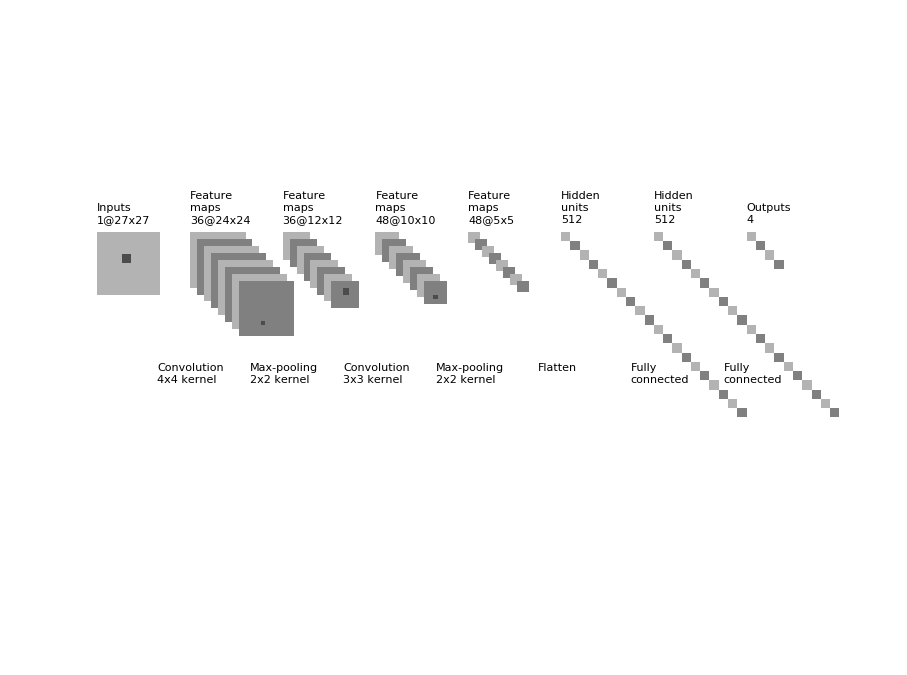 Inputs
1@27x27
Feature
maps
36@24x24
Feature
maps
36@12x12
Feature
maps
48@10x10
Feature
maps
48@5x5
Hidden
units
512
Hidden
units
512
Outputs
4
Convolution
4x4 kernel
Max-pooling
2x2 kernel
Convolution
3x3 kernel
Max-pooling
2x2 kernel
Flatten
Fully
connected
Fully
connected